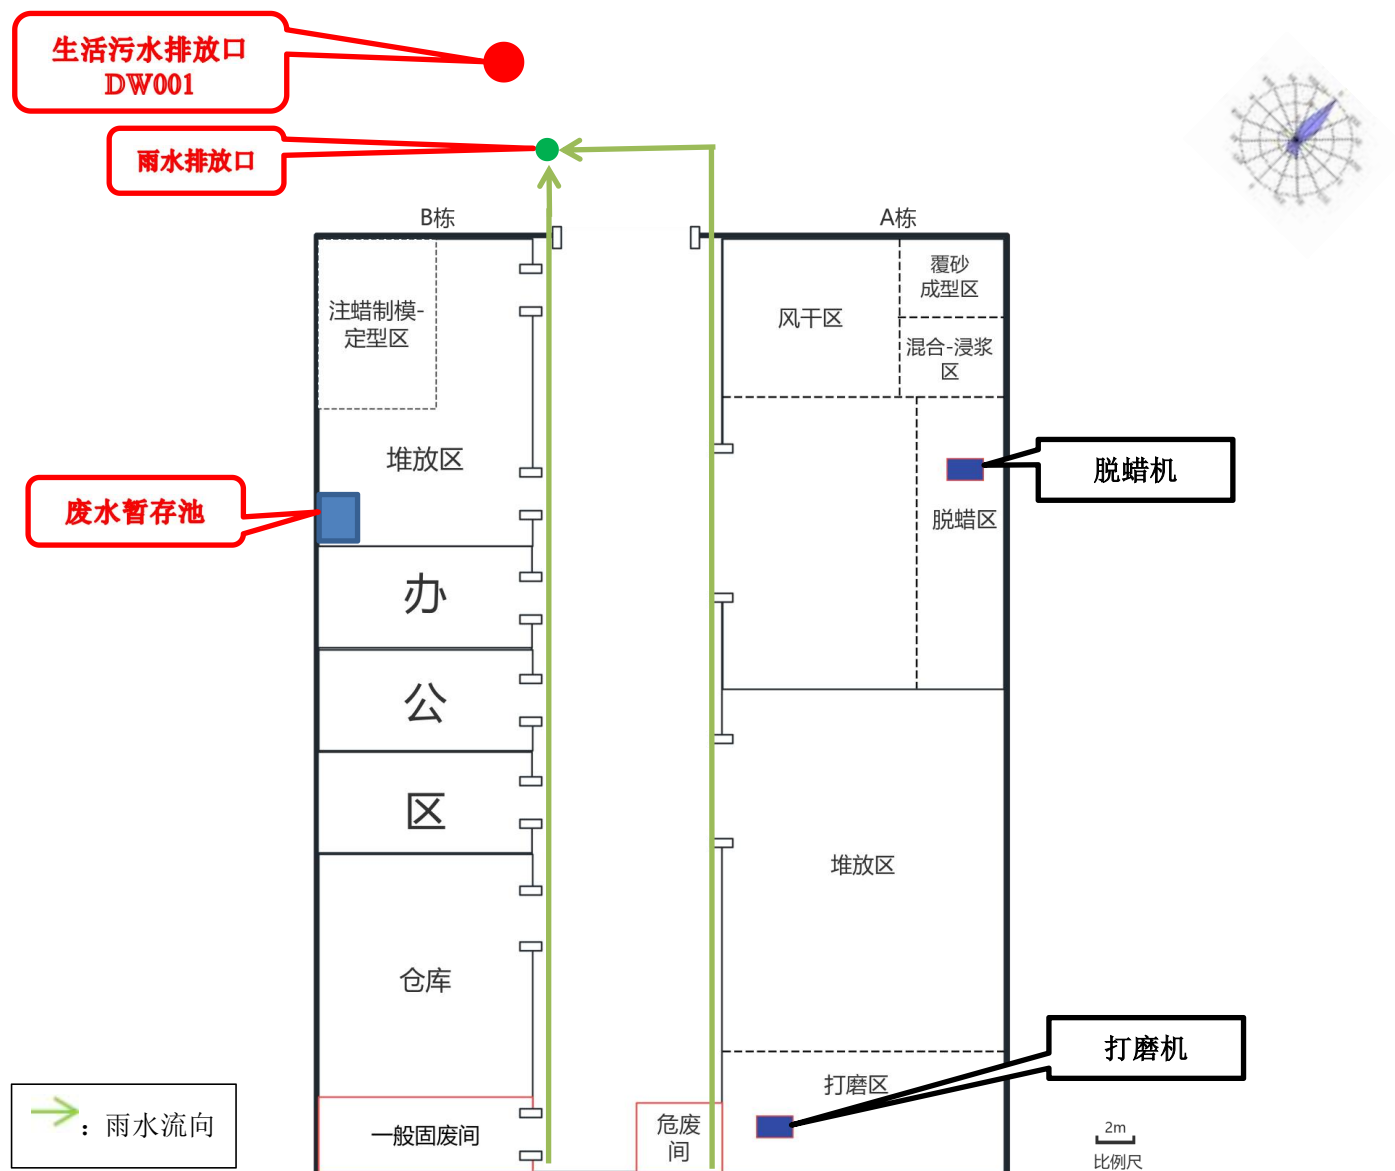 生活污水排放口
DW001
雨水排放口
B栋
A栋
注蜡制模-
定型区
风干区
覆砂
成型区
混合-浸浆
区
堆放区
脱蜡机
废水暂存池
脱蜡区
办
公
区
堆放区
仓库
打磨机
打磨区
危废
间
一般固废间
：雨水流向
2m
比例尺